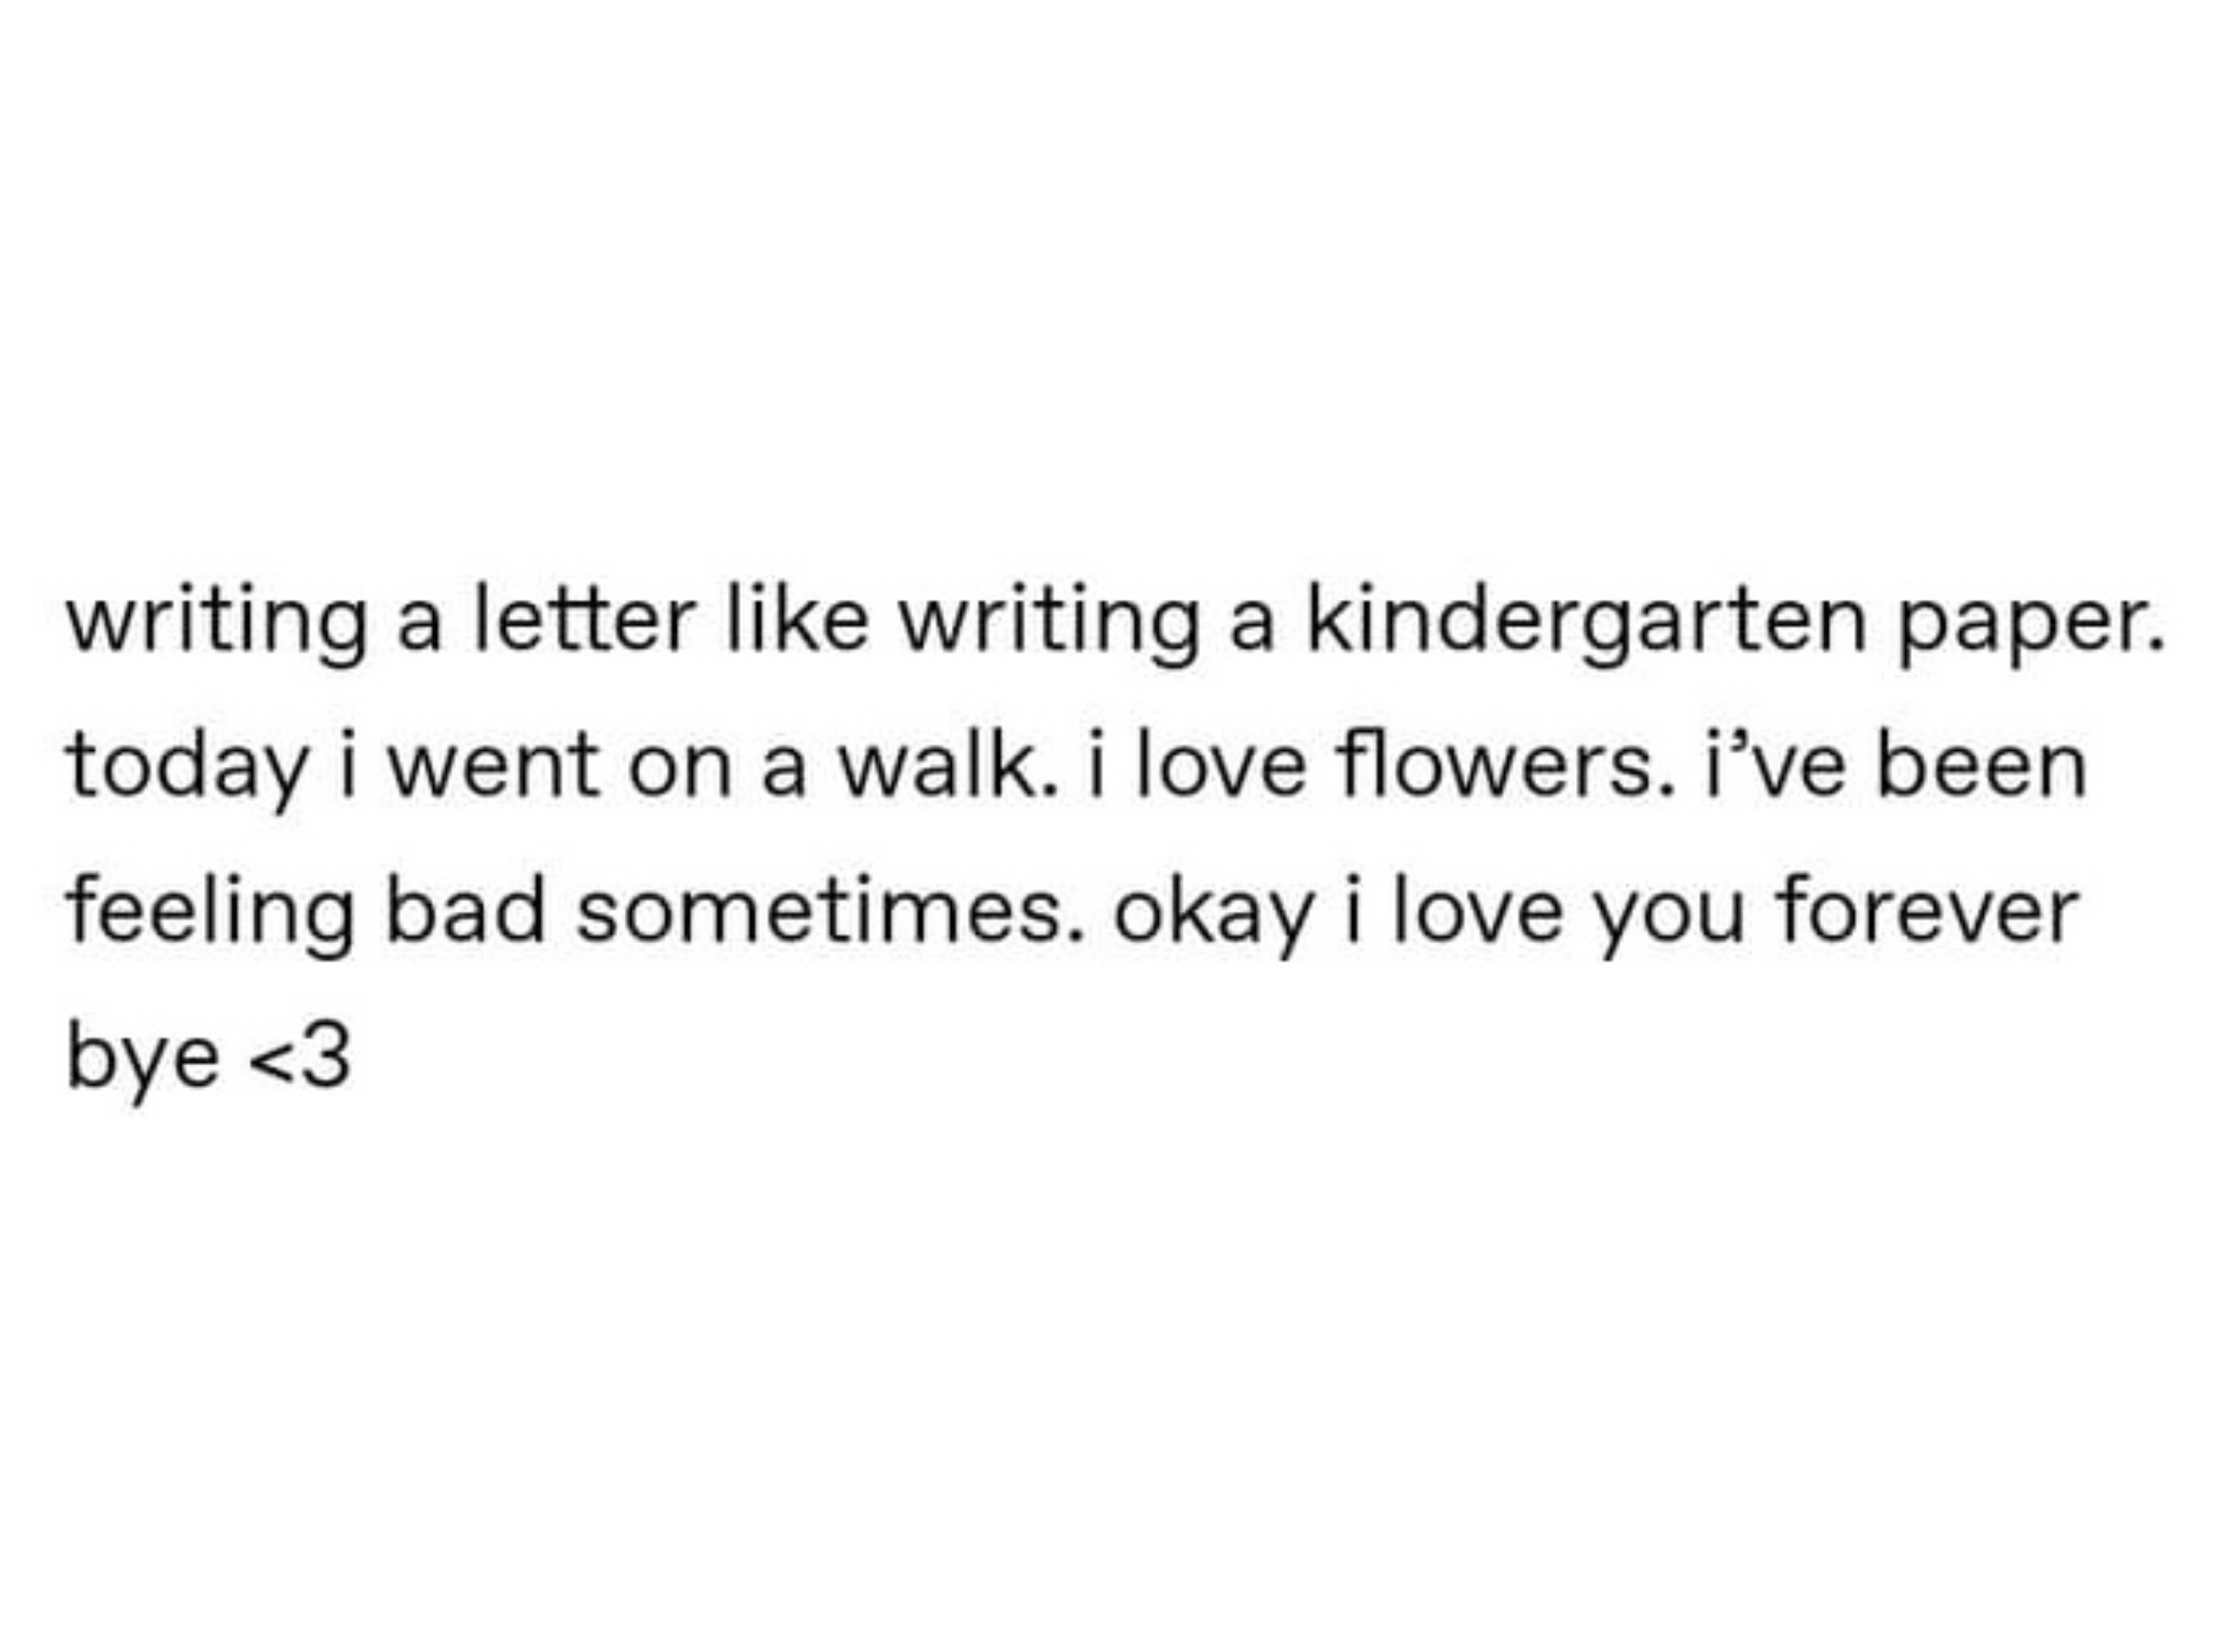 writing a letter like writing a kindergarten paper.
today i went on a walk. i love flowers. i’ve been
feeling bad sometimes. okay i love you forever
bye <3